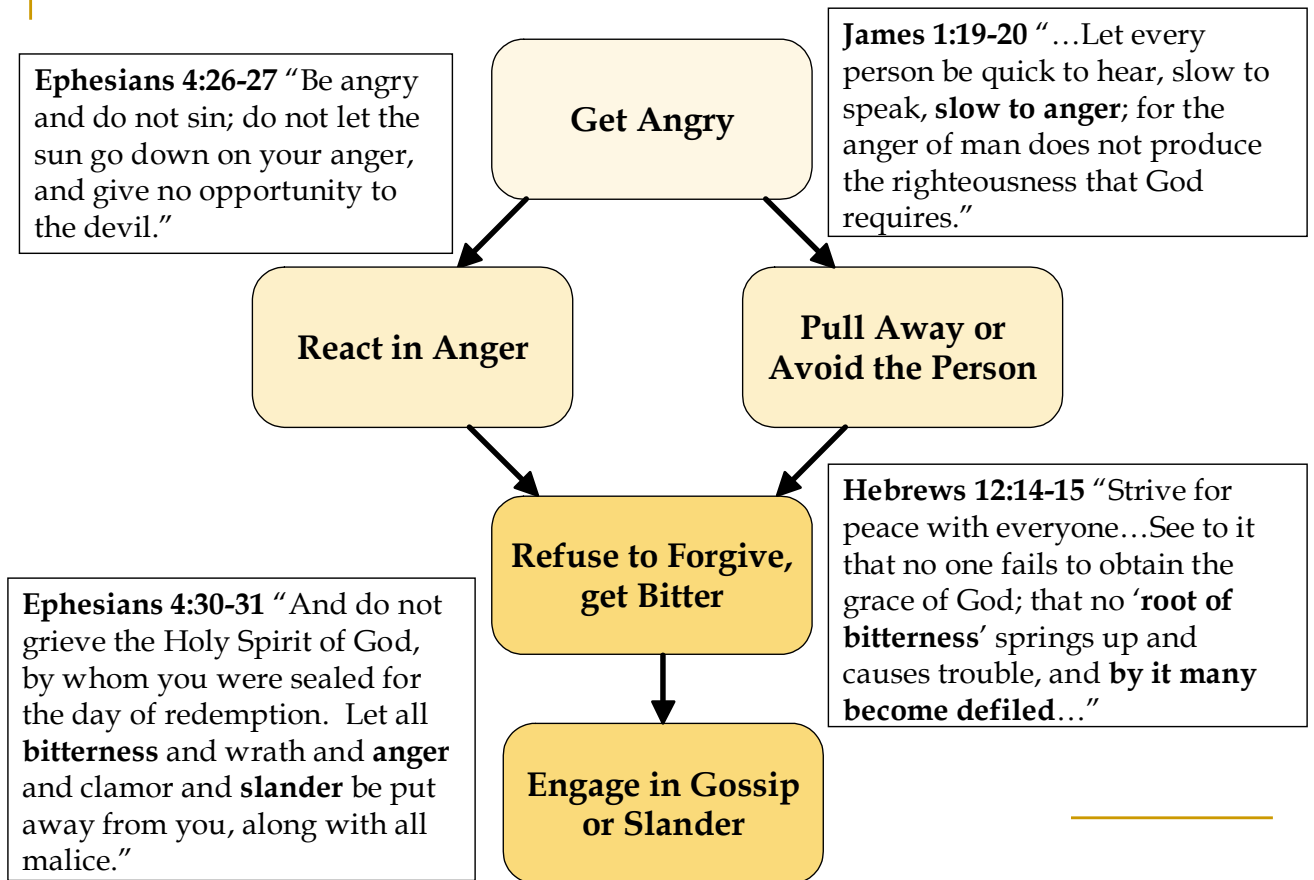 Ephesians 4:26-27 “Be angry
and do not sin; do not let the
sun go down on your anger,
and give no opportunity to
the devil.”
Get Angry
James 1:19-20 “…Let every
person be quick to hear, slow to
speak, slow to anger; for the
anger of man does not produce
the righteousness that God
requires.”
React in Anger
Pull Away or
Avoid the Person
Refuse to Forgive,
get Bitter
Hebrews 12:14-15 “Strive for
peace with everyone…See to it
that no one fails to obtain the
grace of God; that no ‘root of
bitterness’ springs up and
causes trouble, and by it many
become defiled…”
Ephesians 4:30-31 “And do not
grieve the Holy Spirit of God,
by whom you were sealed for
the day of redemption.  Let all
bitterness and wrath and anger
and clamor and slander be put
away from you, along with all
malice.”
Engage in Gossip
or Slander